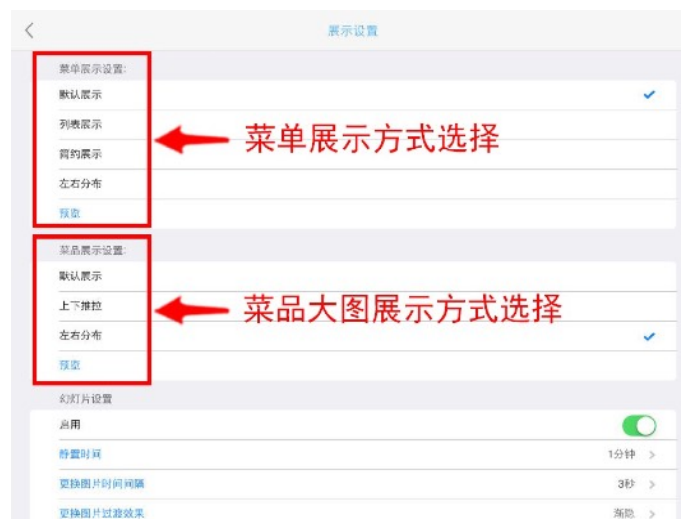 展示设置
菜单展示设置:
默认展示
列表展示
菜单展示方式选择
简约展示
左右分布
预览
菜品展示设置:
默认展示
上下推拉
菜品大图展示方式选择
左右分布
预览
幻灯片设置
启用
静置时间 1分钟
更换图片时间间隔 3秒
更换图片过渡效果 渐隐